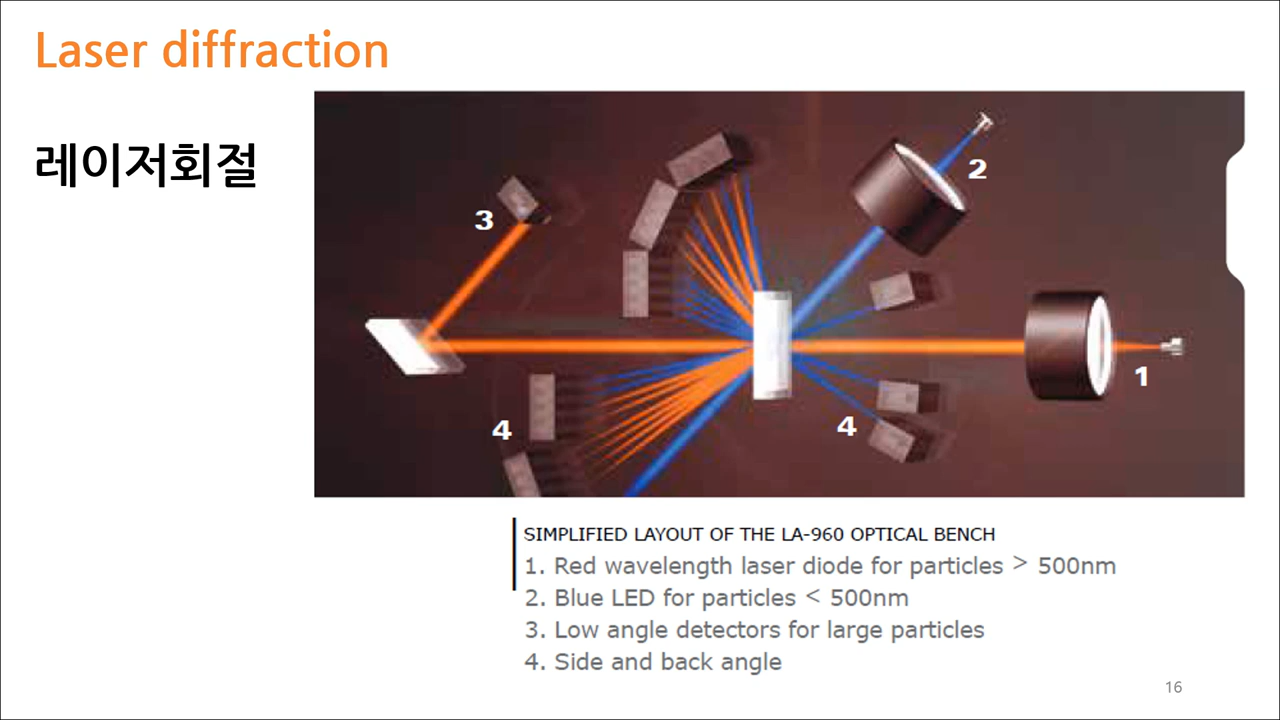 Laser diffraction
레이저회절
3
2
1
4
4
SIMPLIFIED LAYOUT OF THE LA-960 OPTICAL BENCH
1. Red wavelength laser diode for particles > 500nm
2. Blue LED for particles < 500nm
3. Low angle detectors for large particles
4. Side and back angle
16